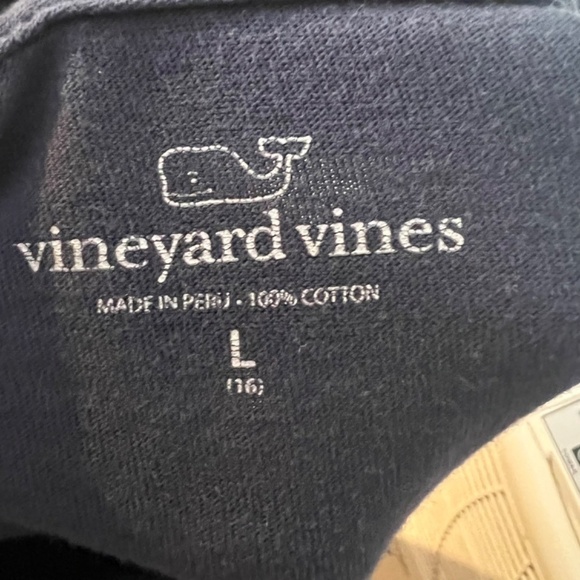 vineyard vines
MADE IN PERU • 100% COTTON
L
(16)